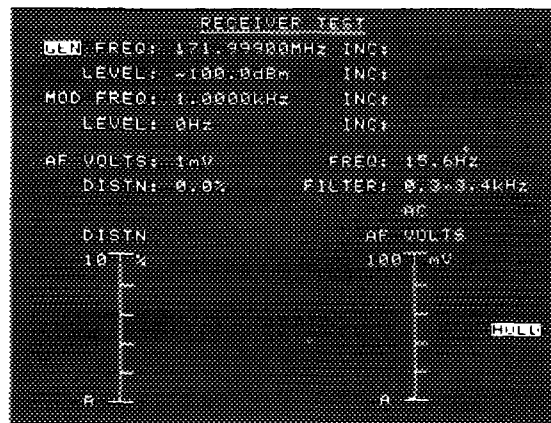 RECEIVER TEST
GEN FREQ: 171.99900MHz INC:
LEVEL: -100.0dBm INC:
MOD FREQ: 1.0000kHz INC:
LEVEL: 0Hz INC:
AF VOLTS: 1mV FREQ: 15.6Hz
DISTN: 0.0% FILTER: 0.3-3.4kHz
AC
DISTN AF VOLTS
10 % 100 mV
HOLD
A A